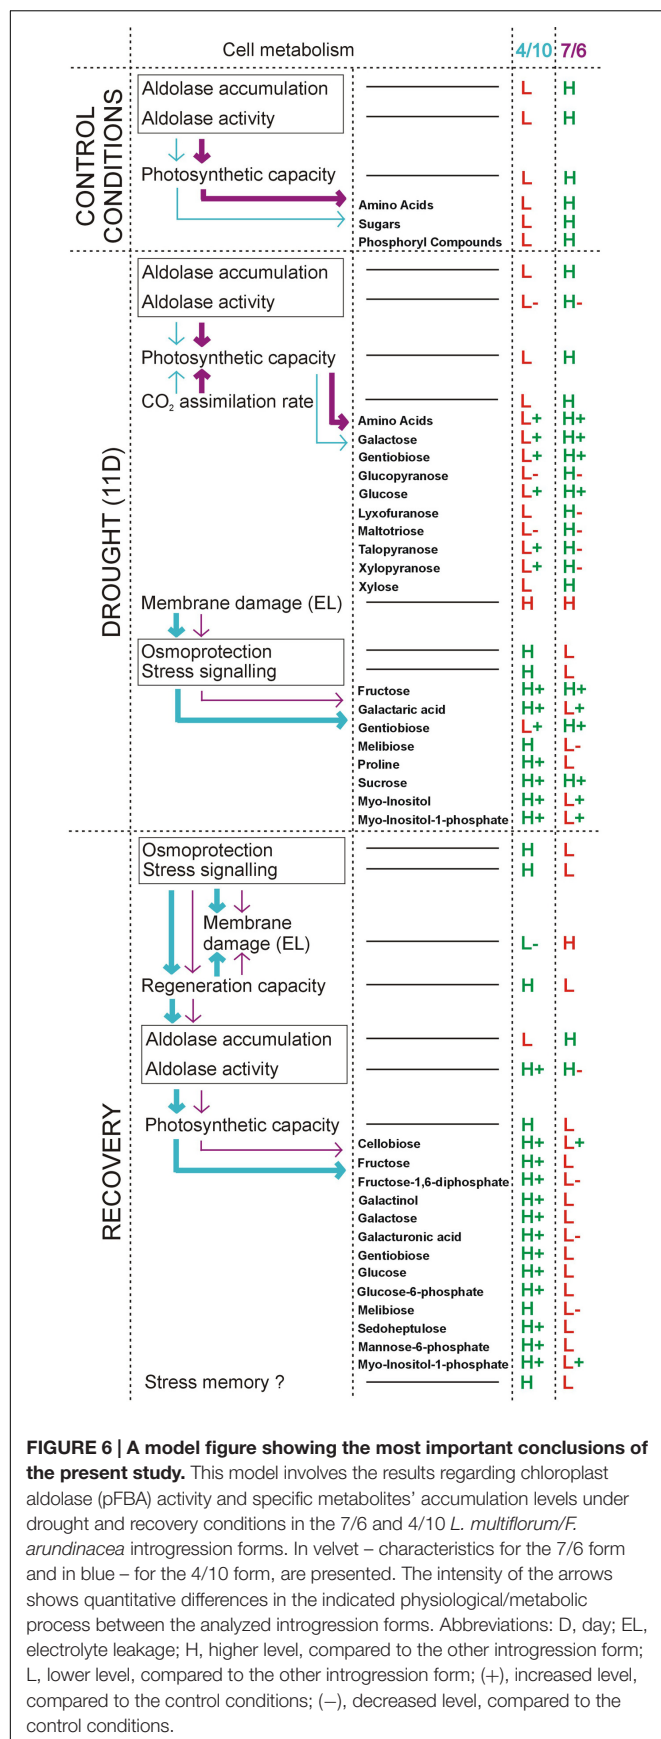 Cell metabolism 4/10 7/6
CONTROL CONDITIONS
Aldolase accumulation L H
Aldolase activity L H
Photosynthetic capacity L H
Amino Acids L H
Sugars L H
Phosphoryl Compounds L H
DROUGHT (11D)
Aldolase accumulation L H
Aldolase activity L- H-
Photosynthetic capacity L H
CO2 assimilation rate L H
Amino Acids L+ H+
Galactose L+ H+
Gentiobiose L+ H+
Glucopyranose L- H-
Glucose L+ H+
Lyxofuranose L H-
Maltotriose L- H-
Talopyranose L+ H-
Xylopyranose L+ H-
Xylose L H
Membrane damage (EL) H H
Osmoprotection H L
Stress signalling H L
Fructose H+ H+
Galactaric acid H+ L+
Gentiobiose L+ H+
Melibiose H L-
Proline H+ L
Sucrose H+ H+
Myo-Inositol H+ L+
Myo-Inositol-1-phosphate H+ L+
RECOVERY
Osmoprotection H L
Stress signalling H L
Membrane
damage (EL) L- H
Regeneration capacity H L
Aldolase accumulation L H
Aldolase activity H+ H-
Photosynthetic capacity H L
Cellobiose H+ L+
Fructose H+ L
Fructose-1,6-diphosphate H+ L-
Galactinol H+ L
Galactose H+ L
Galacturonic acid H+ L-
Gentiobiose H+ L
Glucose H+ L
Glucose-6-phosphate H+ L
Melibiose H L-
Sedoheptulose H+ L
Mannose-6-phosphate H+ L
Myo-Inositol-1-phosphate H+ L+
Stress memory ? H L
FIGURE 6 | A model figure showing the most important conclusions of
the present study. This model involves the results regarding chloroplast
aldolase (pFBA) activity and specific metabolites' accumulation levels under
drought and recovery conditions in the 7/6 and 4/10 L. multiflorum/F.
arundinacea introgression forms. In velvet – characteristics for the 7/6 form
and in blue – for the 4/10 form, are presented. The intensity of the arrows
shows quantitative differences in the indicated physiological/metabolic
process between the analyzed introgression forms. Abbreviations: D, day; EL,
electrolyte leakage; H, higher level, compared to the other introgression form;
L, lower level, compared to the other introgression form; (+), increased level,
compared to the control conditions; (−), decreased level, compared to the
control conditions.